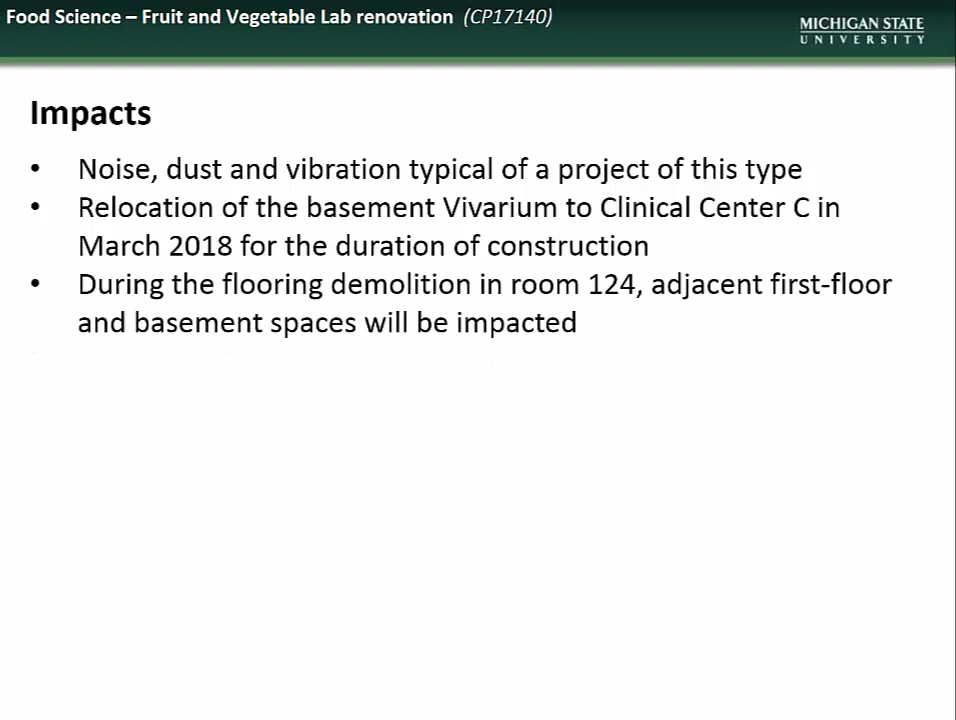 Food Science – Fruit and Vegetable Lab renovation (CP17140)
MICHIGAN STATE
UNIVERSITY
Impacts
• Noise, dust and vibration typical of a project of this type
• Relocation of the basement Vivarium to Clinical Center C in
March 2018 for the duration of construction
• During the flooring demolition in room 124, adjacent first-floor
and basement spaces will be impacted